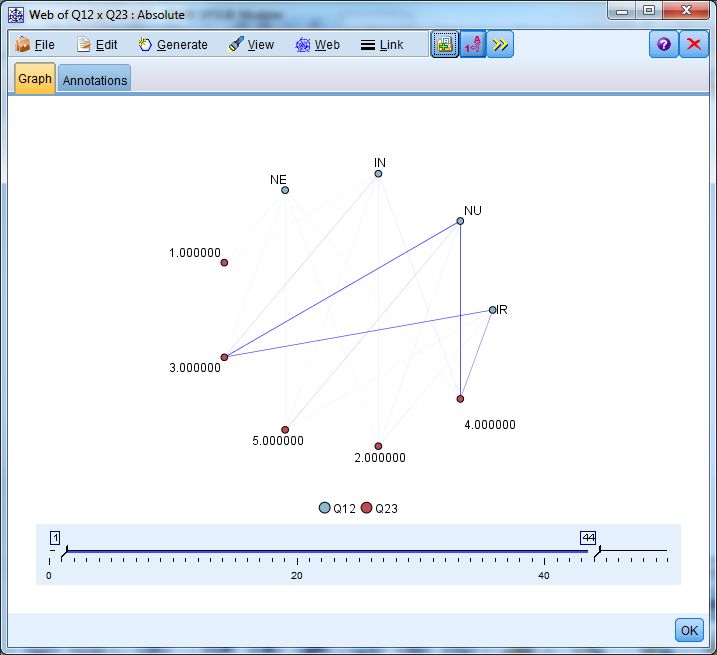 Web of Q12 x Q23 : Absolute
File Edit Generate View Web Link
Graph Annotations
IN
NE
NU
1.000000
IR
3.000000
4.000000
5.000000
2.000000
Q12 Q23
1 44
0 20 40
OK